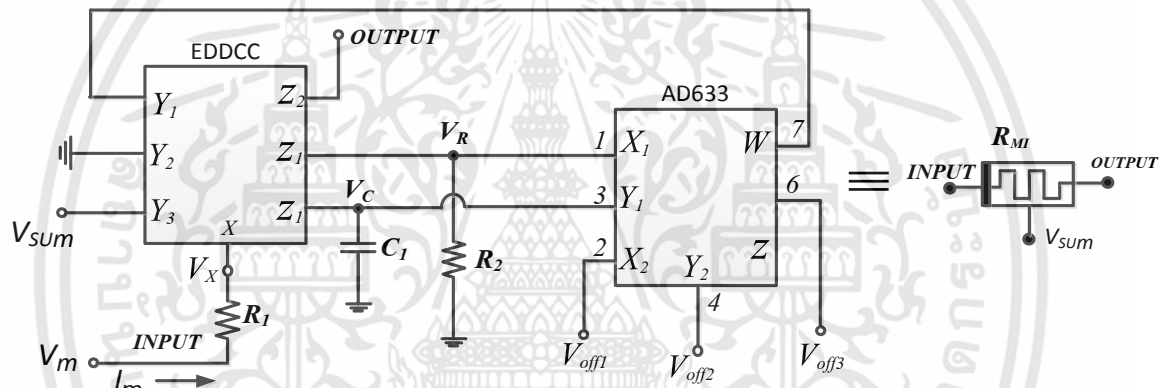 EDDCC
OUTPUT
Y1
Y2
Y3
X
Z2
Z1
Z1
VSUm
VX
R1
INPUT
Vm
Im
VC
C1
VR
R2
AD633
1
X1
3
Y1
2
X2
Y2
4
W
7
6
Z
Voff1
Voff2
Voff3
≡
RMI
INPUT
OUTPUT
VSUm